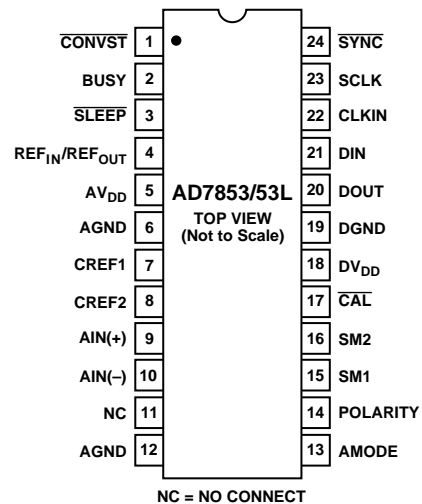 CONVST 1 24 SYNC
BUSY 2 23 SCLK
SLEEP 3 22 CLKIN
REFIN/REFOUT 4 21 DIN
AVDD 5 AD7853/53L 20 DOUT
TOP VIEW
AGND 6 (Not to Scale) 19 DGND
CREF1 7 18 DVDD
CREF2 8 17 CAL
AIN(+) 9 16 SM2
AIN(–) 10 15 SM1
NC 11 14 POLARITY
AGND 12 13 AMODE
NC = NO CONNECT